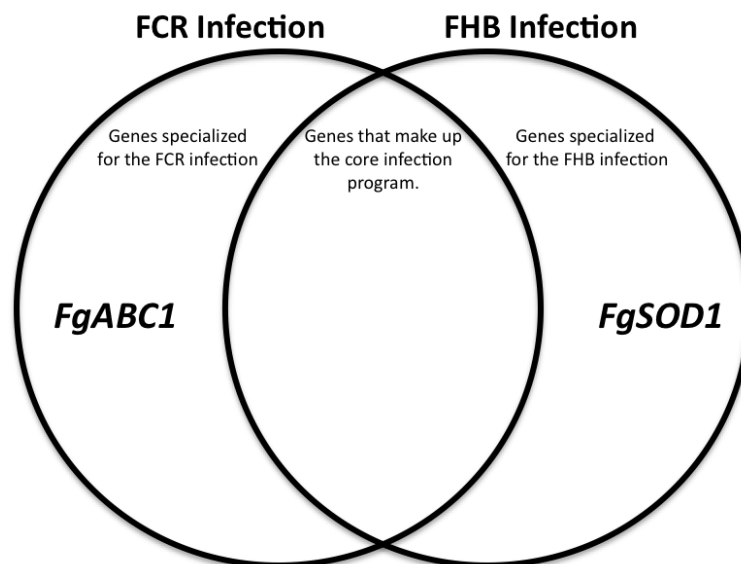 FCR Infection
FHB Infection
Genes specialized
for the FCR infection
Genes that make up
the core infection
program.
Genes specialized
for the FHB infection
FgABC1
FgSOD1